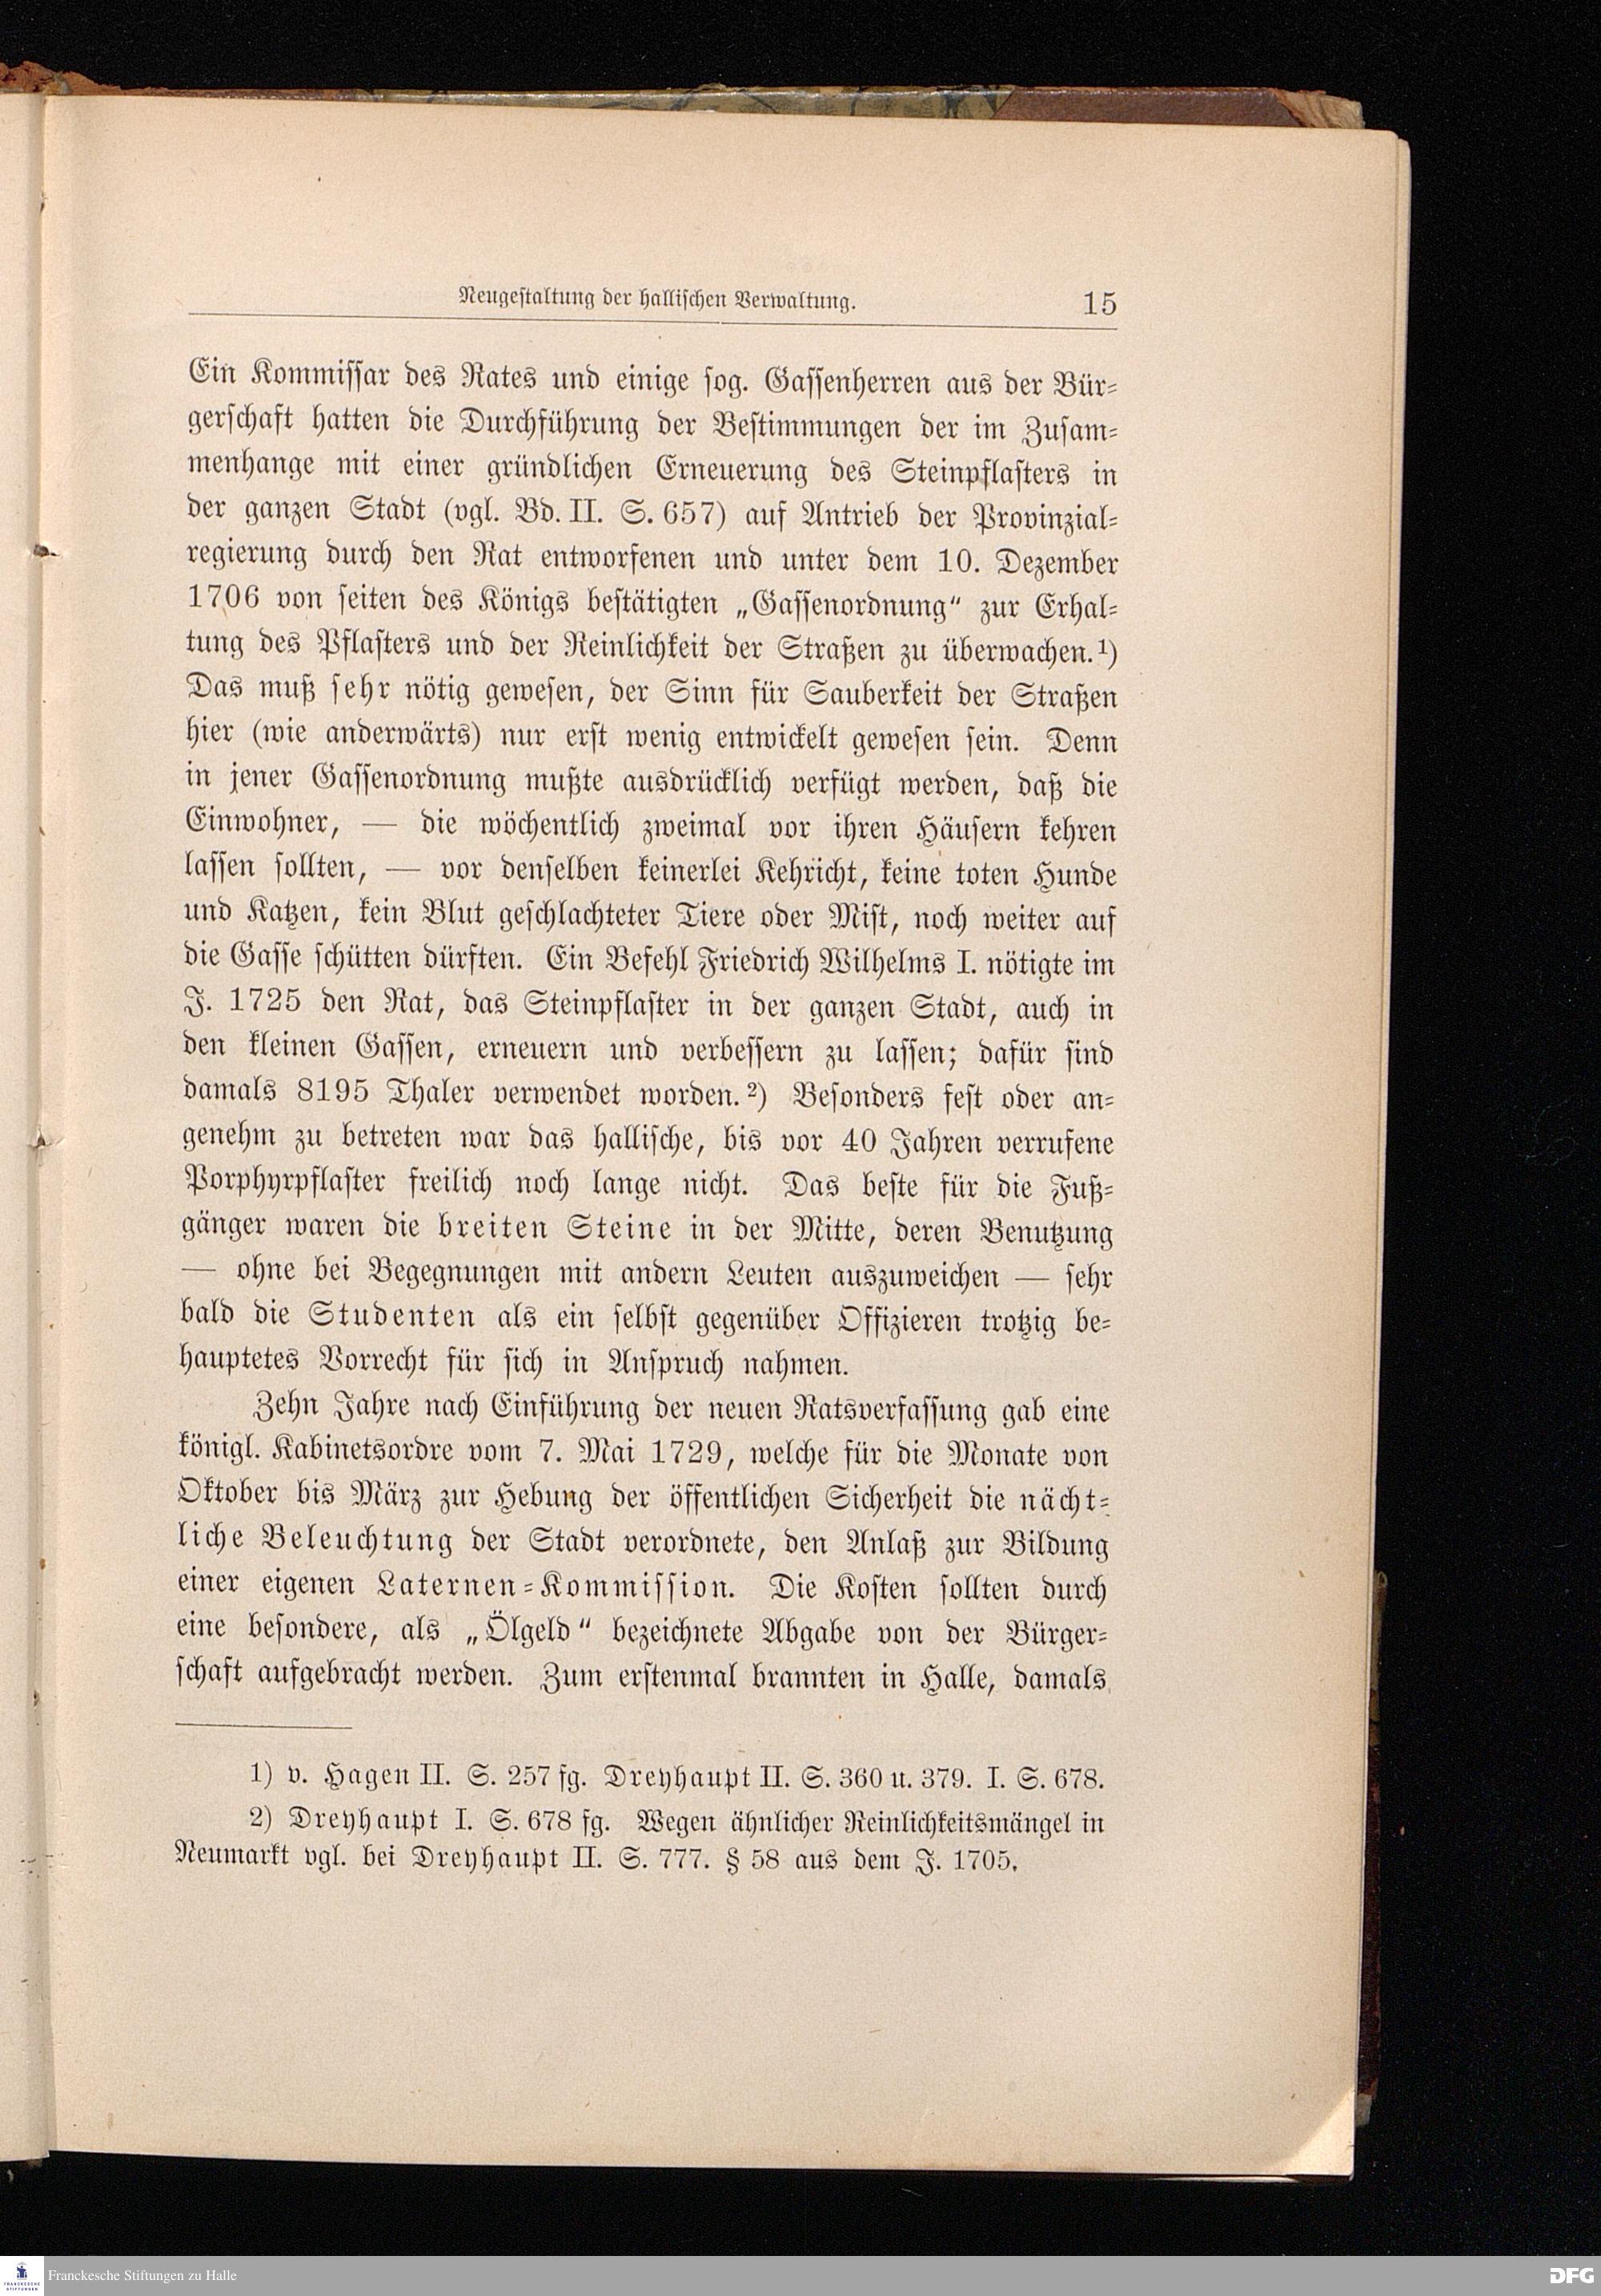 Neugestaltung der hallischen Verwaltung. 15
Ein Kommissar des Rates und einige sog. Gassenherren aus der Bür-
gerschaft hatten die Durchführung der Bestimmungen der im Zusam-
menhange mit einer gründlichen Erneuerung des Steinpflasters in
der ganzen Stadt (vgl. Bd. II. S. 657) auf Antrieb der Provinzial-
regierung durch den Rat entworfenen und unter dem 10. Dezember
1706 von seiten des Königs bestätigten „Gassenordnung“ zur Erhal-
tung des Pflasters und der Reinlichkeit der Straßen zu überwachen.¹)
Das muß sehr nötig gewesen, der Sinn für Sauberkeit der Straßen
hier (wie anderwärts) nur erst wenig entwickelt gewesen sein. Denn
in jener Gassenordnung mußte ausdrücklich verfügt werden, daß die
Einwohner, — die wöchentlich zweimal vor ihren Häusern kehren
lassen sollten, — vor denselben keinerlei Kehricht, keine toten Hunde
und Katzen, kein Blut geschlachteter Tiere oder Mist, noch weiter auf
die Gasse schütten dürften. Ein Befehl Friedrich Wilhelms I. nötigte im
J. 1725 den Rat, das Steinpflaster in der ganzen Stadt, auch in
den kleinen Gassen, erneuern und verbessern zu lassen; dafür sind
damals 8195 Thaler verwendet worden.²) Besonders fest oder an-
genehm zu betreten war das hallische, bis vor 40 Jahren verrufene
Porphyrpflaster freilich noch lange nicht. Das beste für die Fuß-
gänger waren die breiten Steine in der Mitte, deren Benutzung
— ohne bei Begegnungen mit andern Leuten auszuweichen — sehr
bald die Studenten als ein selbst gegenüber Offizieren trotzig be-
hauptetes Vorrecht für sich in Anspruch nahmen.
Zehn Jahre nach Einführung der neuen Ratsverfassung gab eine
königl. Kabinetsordre vom 7. Mai 1729, welche für die Monate von
Oktober bis März zur Hebung der öffentlichen Sicherheit die nächt-
liche Beleuchtung der Stadt verordnete, den Anlaß zur Bildung
einer eigenen Laternen-Kommission. Die Kosten sollten durch
eine besondere, als „Ölgeld“ bezeichnete Abgabe von der Bürger-
schaft aufgebracht werden. Zum erstenmal brannten in Halle, damals
1) v. Hagen II. S. 257 fg. Dreyhaupt II. S. 360 u. 379. I. S. 678.
2) Dreyhaupt I. S. 678 fg. Wegen ähnlicher Reinlichkeitsmängel in
Neumarkt vgl. bei Dreyhaupt II. S. 777. § 58 aus dem J. 1705.
FRANCKESCHE
STIFTUNGEN
Franckesche Stiftungen zu Halle
DFG